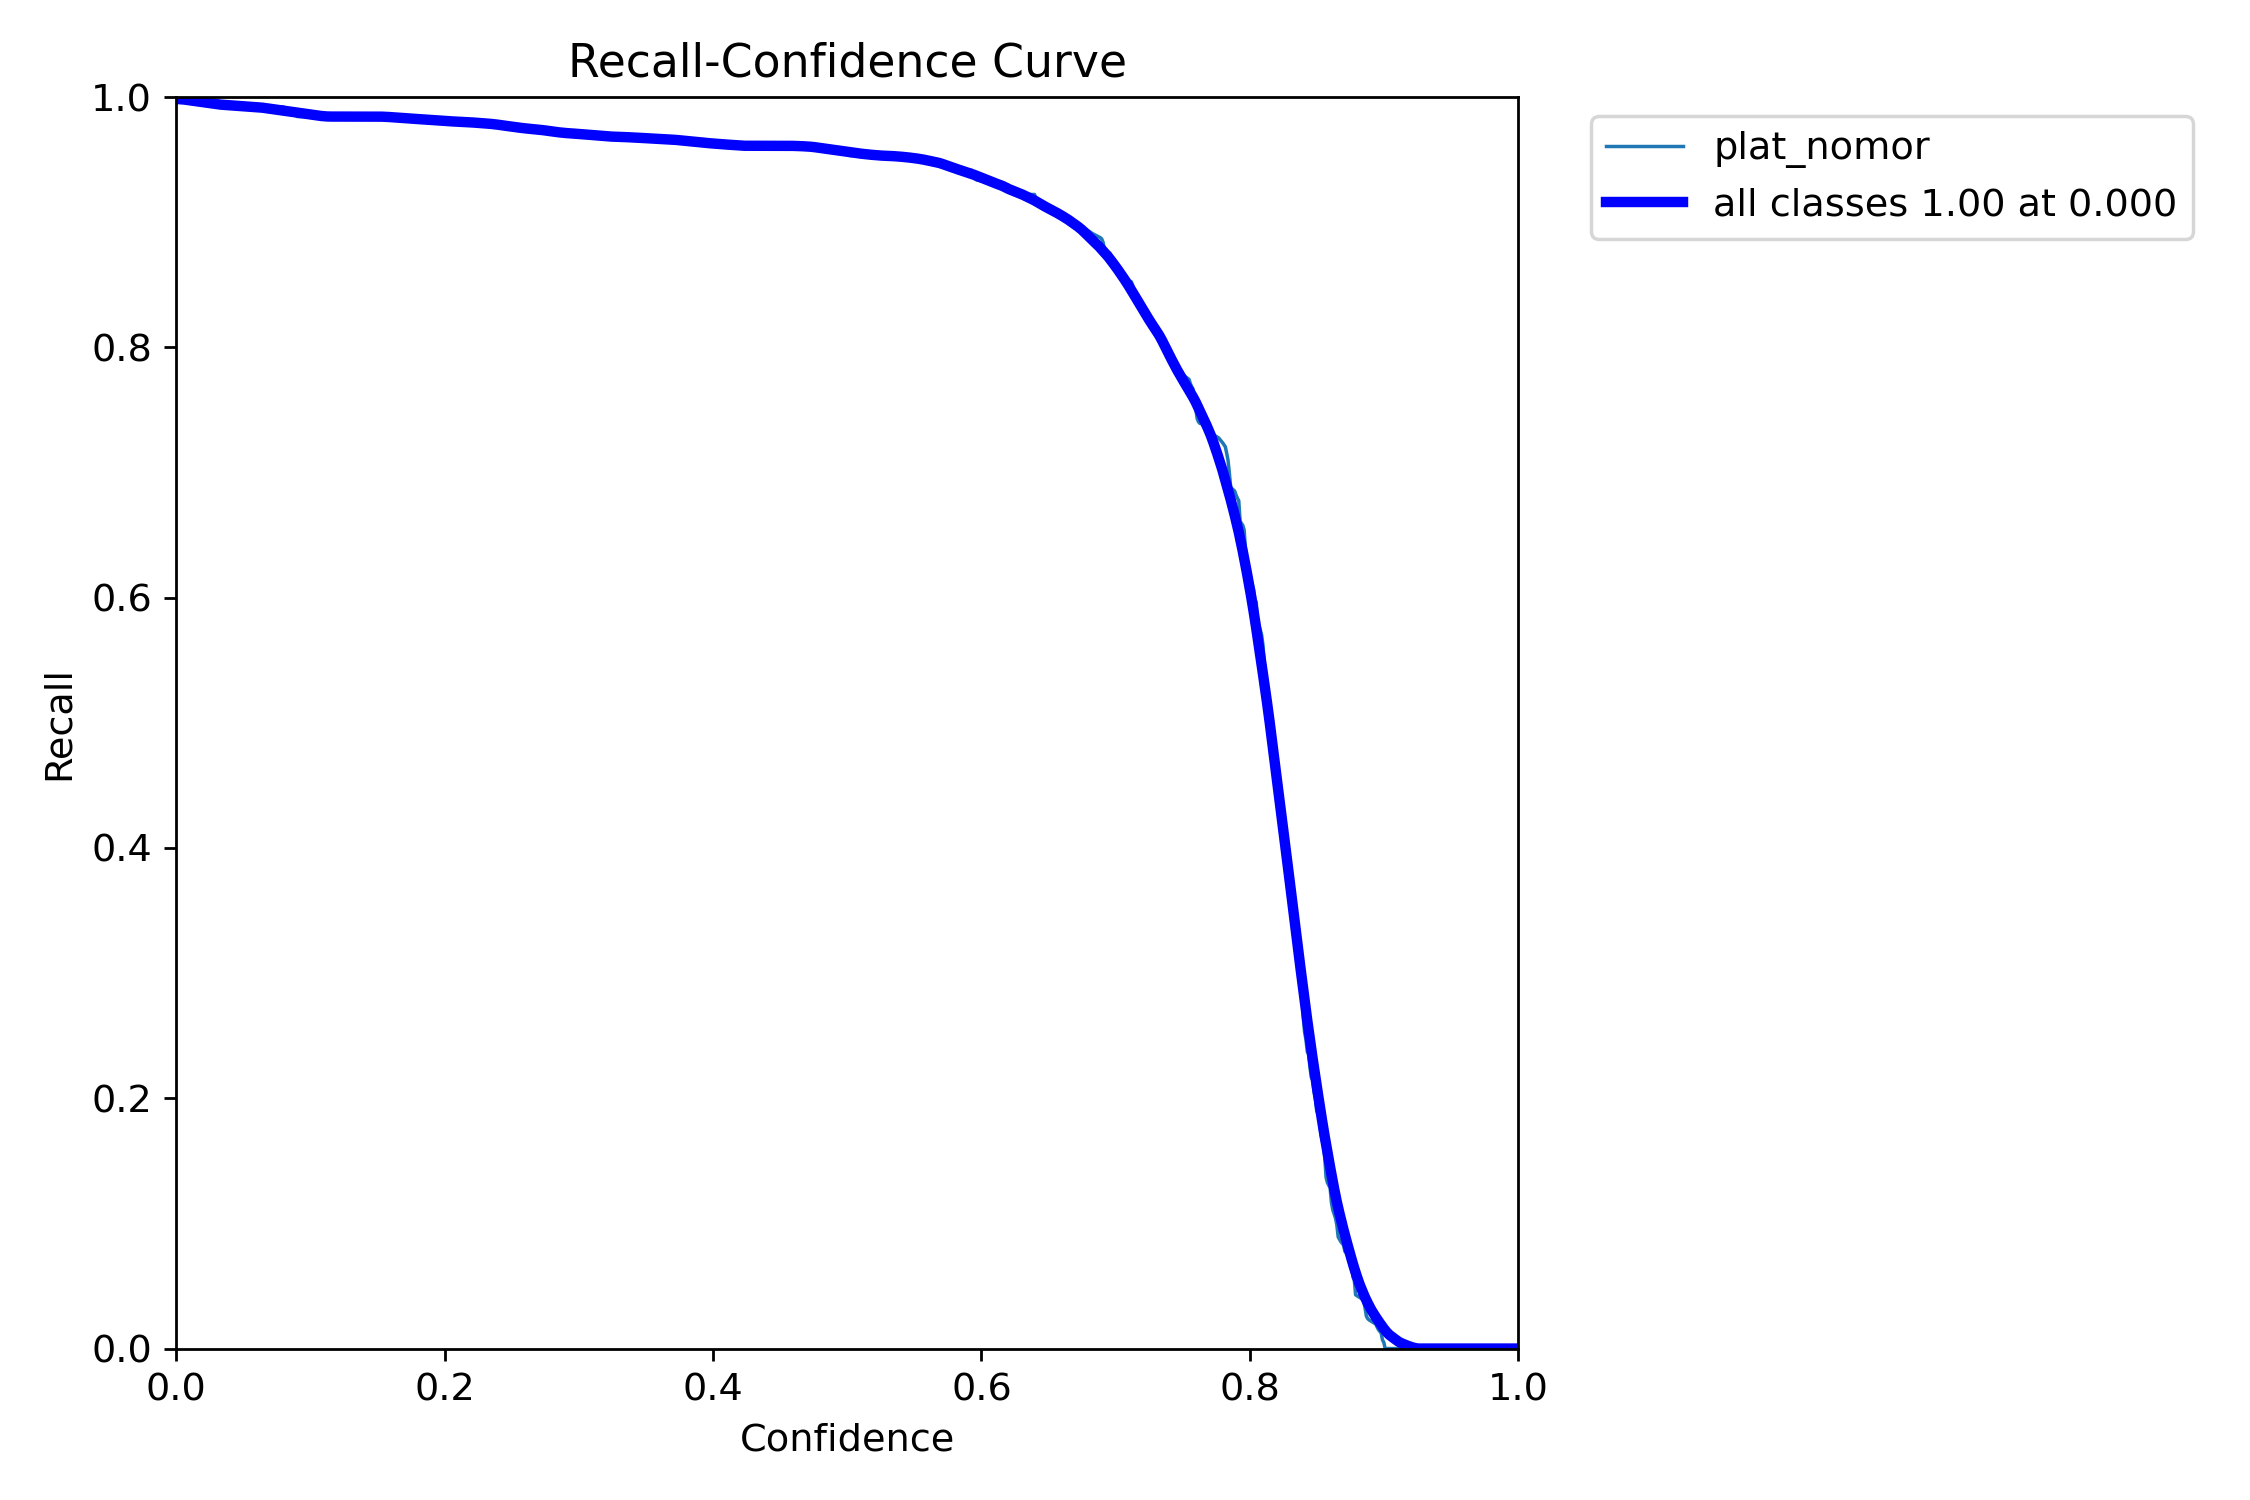 Recall-Confidence Curve
1.0
0.8
0.6
0.4
0.2
0.0
Recall
0.0 0.2 0.4 0.6 0.8 1.0
Confidence
plat_nomor
all classes 1.00 at 0.000